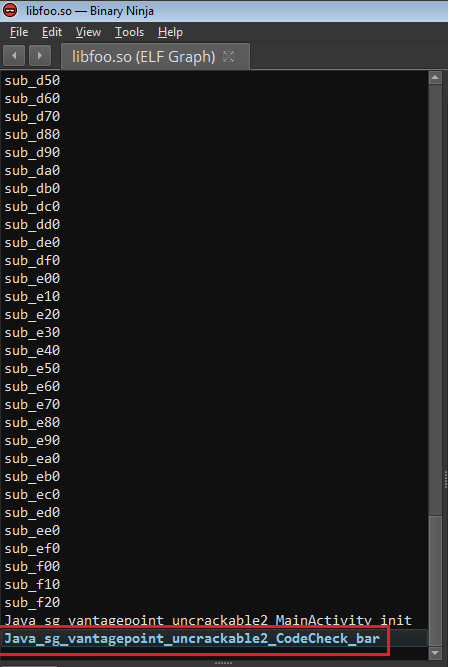 libfoo.so — Binary Ninja
File Edit View Tools Help
libfoo.so (ELF Graph)
sub_d50
sub_d60
sub_d70
sub_d80
sub_d90
sub_da0
sub_db0
sub_dc0
sub_dd0
sub_de0
sub_df0
sub_e00
sub_e10
sub_e20
sub_e30
sub_e40
sub_e50
sub_e60
sub_e70
sub_e80
sub_e90
sub_ea0
sub_eb0
sub_ec0
sub_ed0
sub_ee0
sub_ef0
sub_f00
sub_f10
sub_f20
Java_sg_vantagepoint_uncrackable2_MainActivity_init
Java_sg_vantagepoint_uncrackable2_CodeCheck_bar